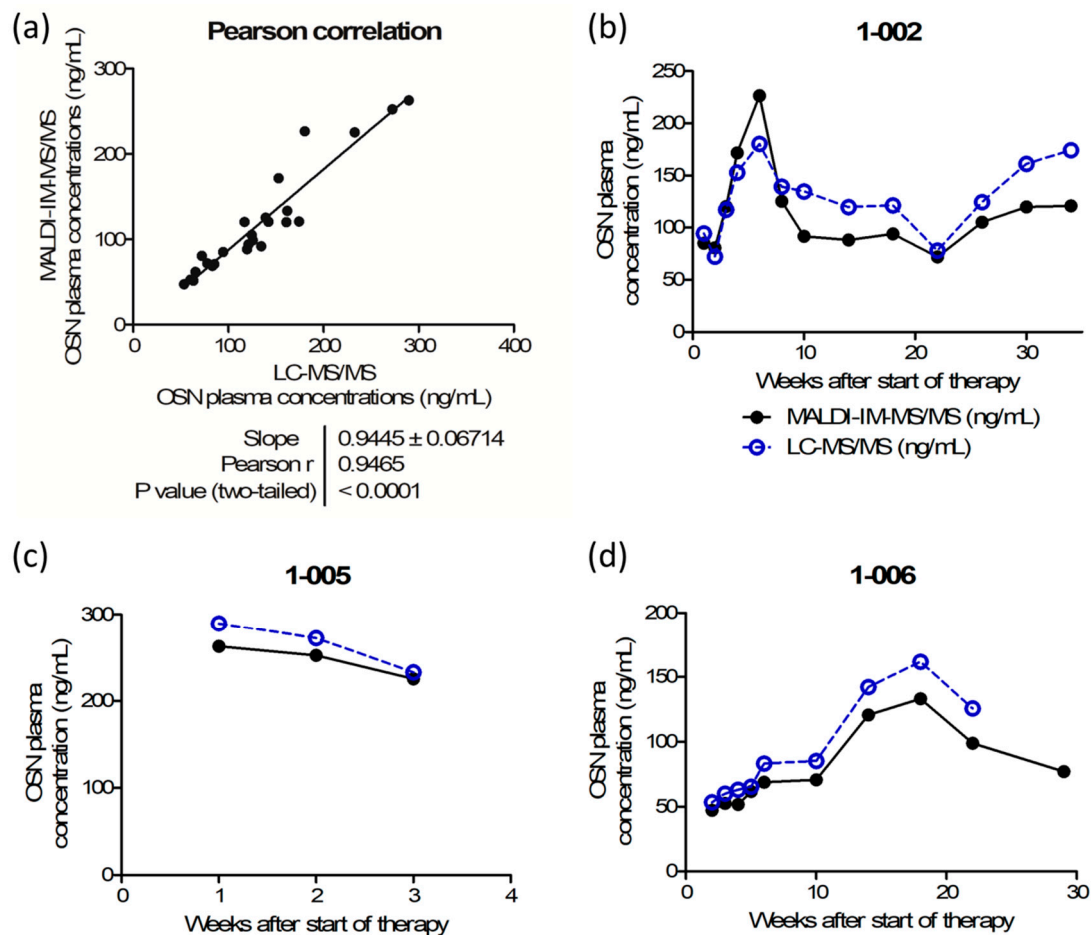 (a)
Pearson correlation
MALDI-IM-MS/MS
OSN plasma concentrations (ng/mL)
300
200
100
0
0 100 200 300 400
LC-MS/MS
OSN plasma concentrations (ng/mL)
Slope 0.9445 ± 0.06714
Pearson r 0.9465
P value (two-tailed) < 0.0001
(b)
1-002
OSN plasma
concentration (ng/mL)
250
200
150
100
50
0
0 10 20 30
Weeks after start of therapy
MALDI-IM-MS/MS (ng/mL)
LC-MS/MS (ng/mL)
(c)
1-005
OSN plasma
concentration (ng/mL)
300
200
100
0
0 1 2 3 4
Weeks after start of therapy
(d)
1-006
OSN plasma
concentration (ng/mL)
200
150
100
50
0
0 10 20 30
Weeks after start of therapy